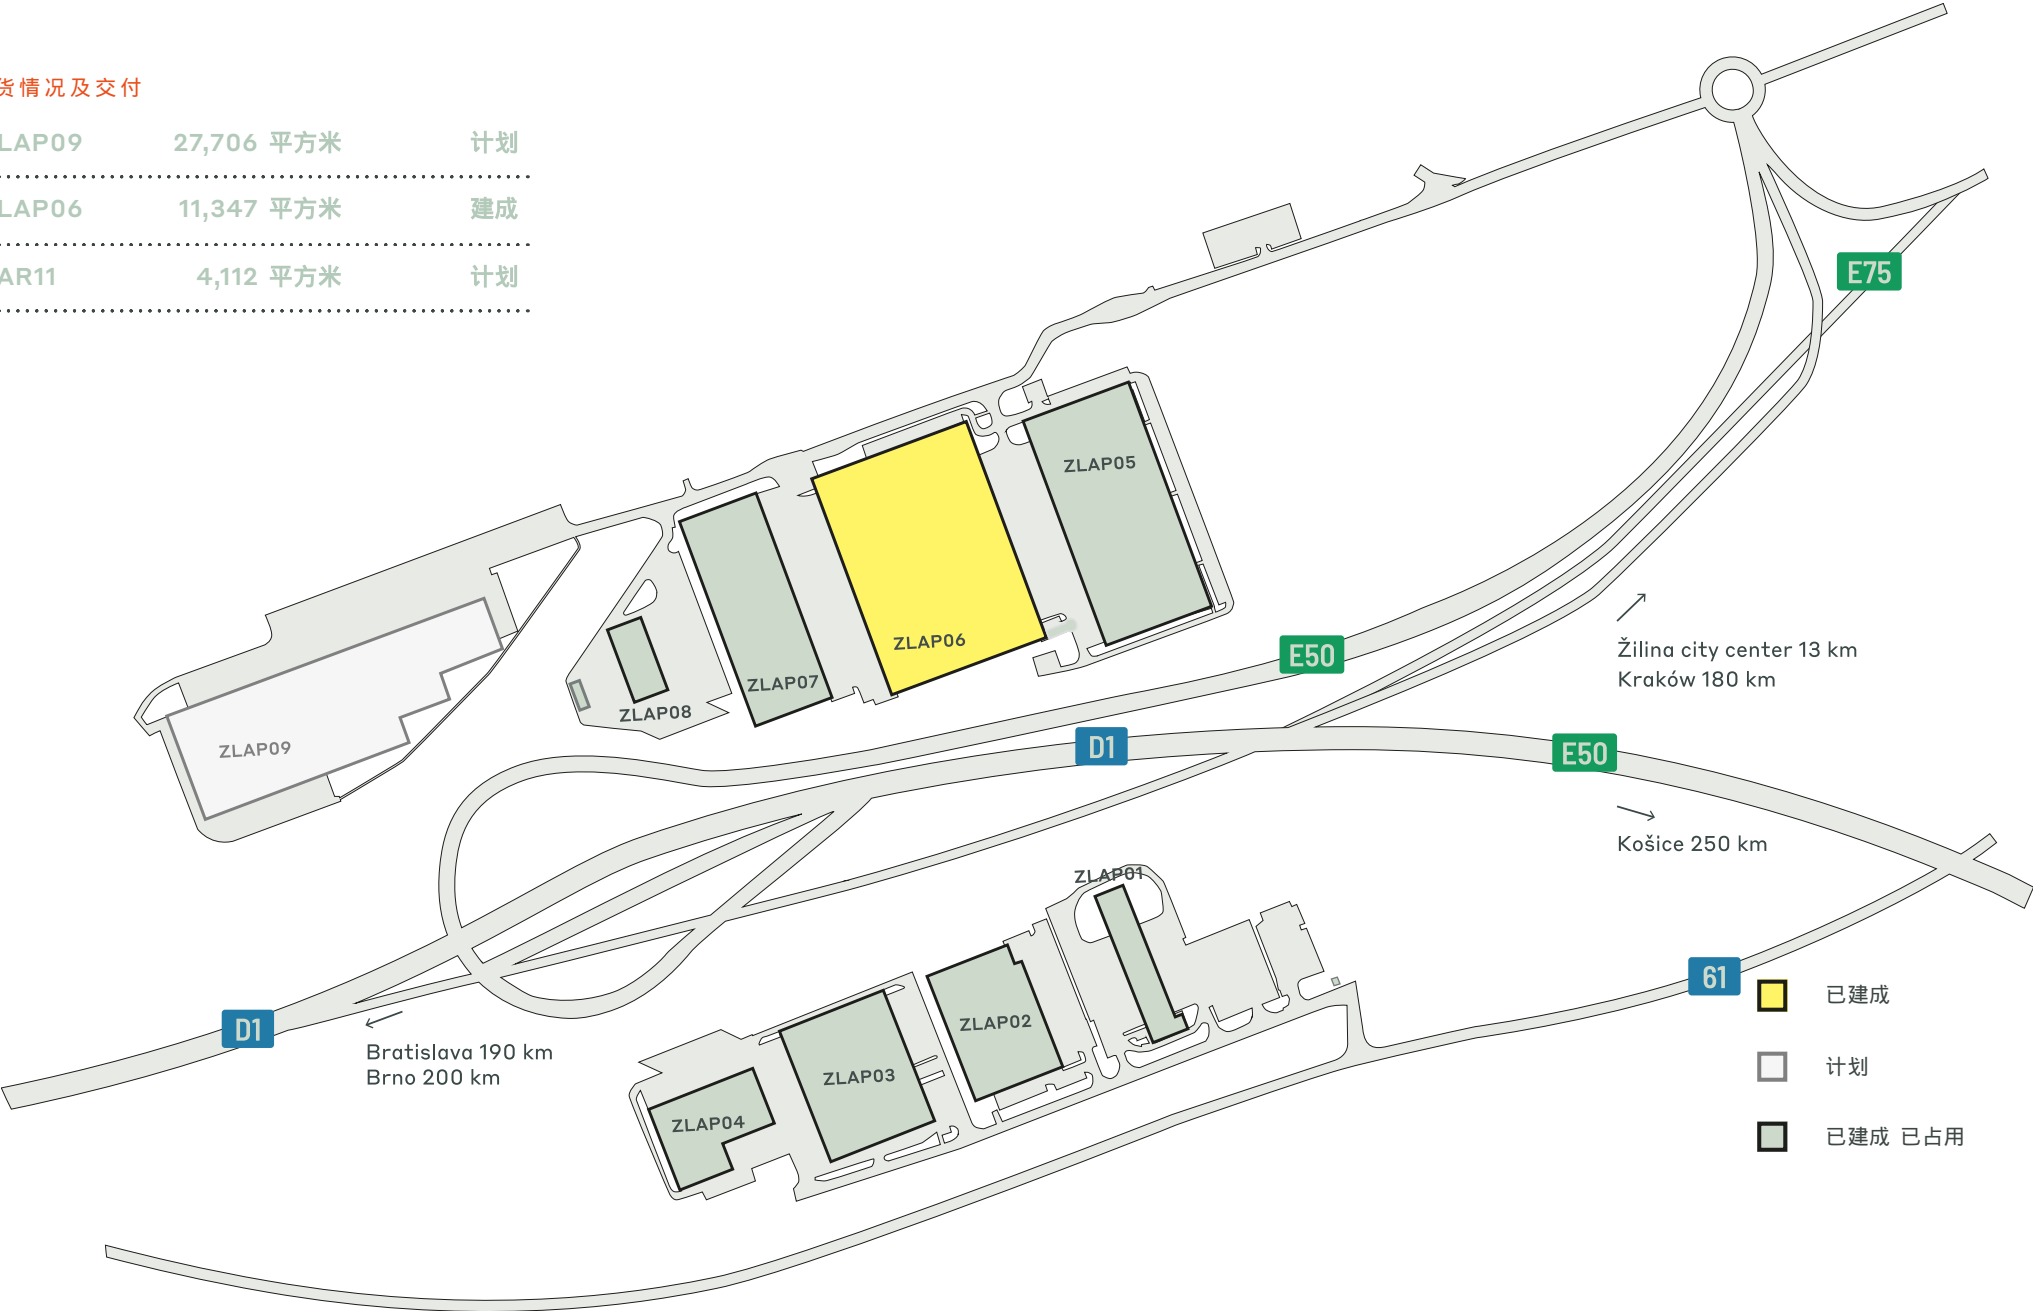 货情况及交付
LAP09 27,706 平方米 计划
LAP06 11,347 平方米 建成
AR11 4,112 平方米 计划
E75
ZLAP05
ZLAP06
E50
Žilina city center 13 km
Kraków 180 km
ZLAP07
ZLAP08
ZLAP09
D1
E50
Košice 250 km
ZLAP01
61
已建成
D1
ZLAP02
Bratislava 190 km
Brno 200 km
计划
ZLAP03
ZLAP04
已建成 已占用